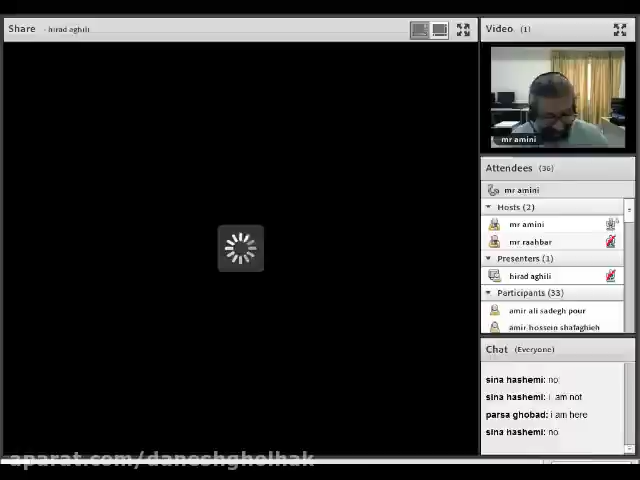 Share - hirad aghili
Video (1)
mr amini
Attendees (36)
mr amini
Hosts (2)
mr amini
mr raahbar
Presenters (1)
hirad aghili
Participants (33)
amir ali sadegh pour
amir hossein shafaghieh
Chat (Everyone)
sina hashemi: no
sina hashemi: i am not
parsa ghobad: i am here
sina hashemi: no
aparat.com/daneshgholhak